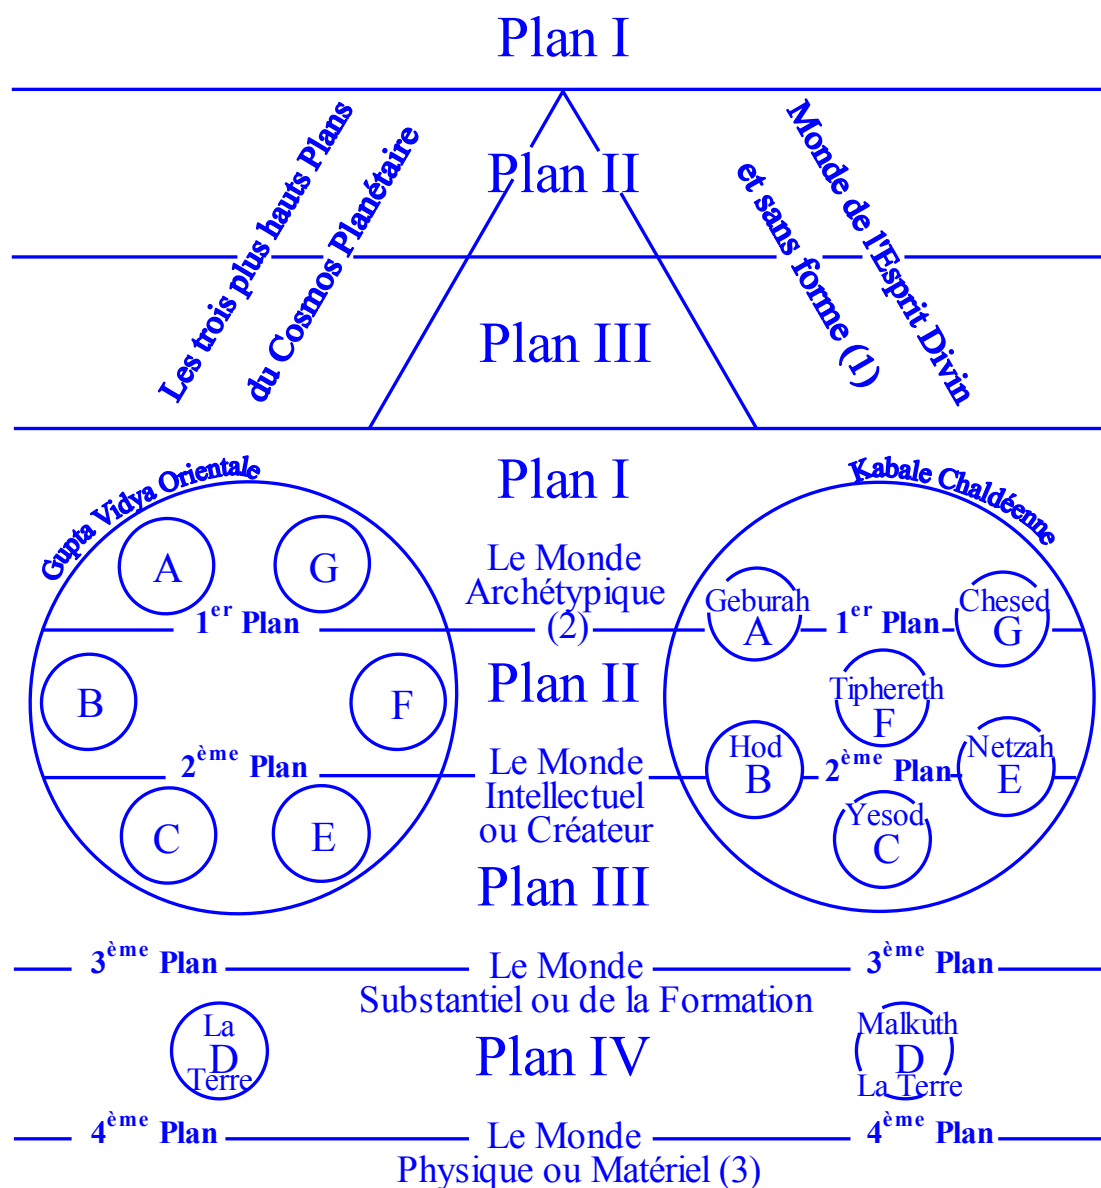 Plan I
Les trois plus hauts Plans
du Cosmos Planétaire
Plan II
Monde de l'Esprit Divin
et sans forme (1)
Plan III
Plan I
Gupta Vidya Orientale
Kabale Chaldéenne
A
G
Le Monde
Archétypique
(2)
Geburah
A
Chesed
G
1er Plan
1er Plan
B
F
Plan II
Tiphereth
F
2ème Plan
Le Monde
Intellectuel
ou Créateur
Hod
B
2ème Plan
Netzah
E
C
E
Yesod
C
Plan III
3ème Plan
Le Monde
Substantiel ou de la Formation
3ème Plan
La
D
Terre
Plan IV
Malkuth
D
La Terre
4ème Plan
Le Monde
Physique ou Matériel (3)
4ème Plan